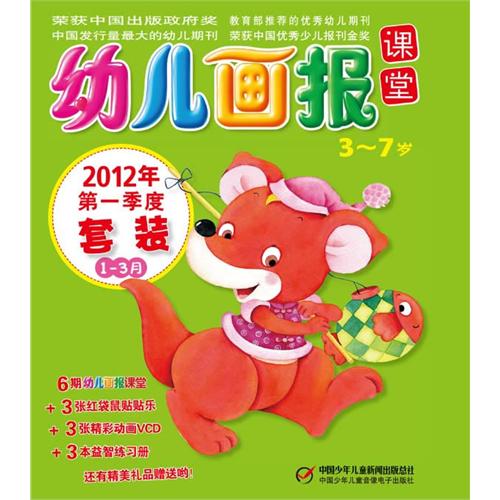 荣获中国出版政府奖 教育部推荐的优秀幼儿期刊
中国发行量最大的幼儿期刊 荣获中国优秀少儿报刊金奖
幼儿画报
课堂
3~7岁
2012年
第一季度
套装
1-3月
6期幼儿画报课堂
+3张红袋鼠贴贴乐
+3张精彩动画VCD
+3本益智练习册
还有精美礼品赠送哟!
中国少年儿童新闻出版总社
中国少年儿童音像电子出版社